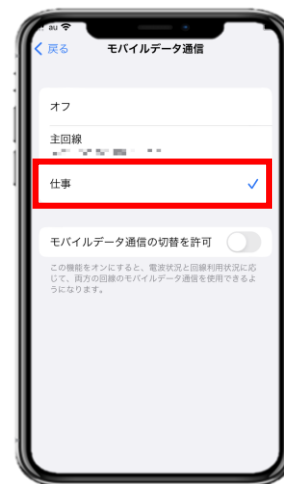 au
戻る
モバイルデータ通信
オフ
主回線
仕事
モバイルデータ通信の切替を許可
この機能をオンにすると、電波状況と回線利用状況に応
じて、両方の回線のモバイルデータ通信を使用できるよ
うになります。